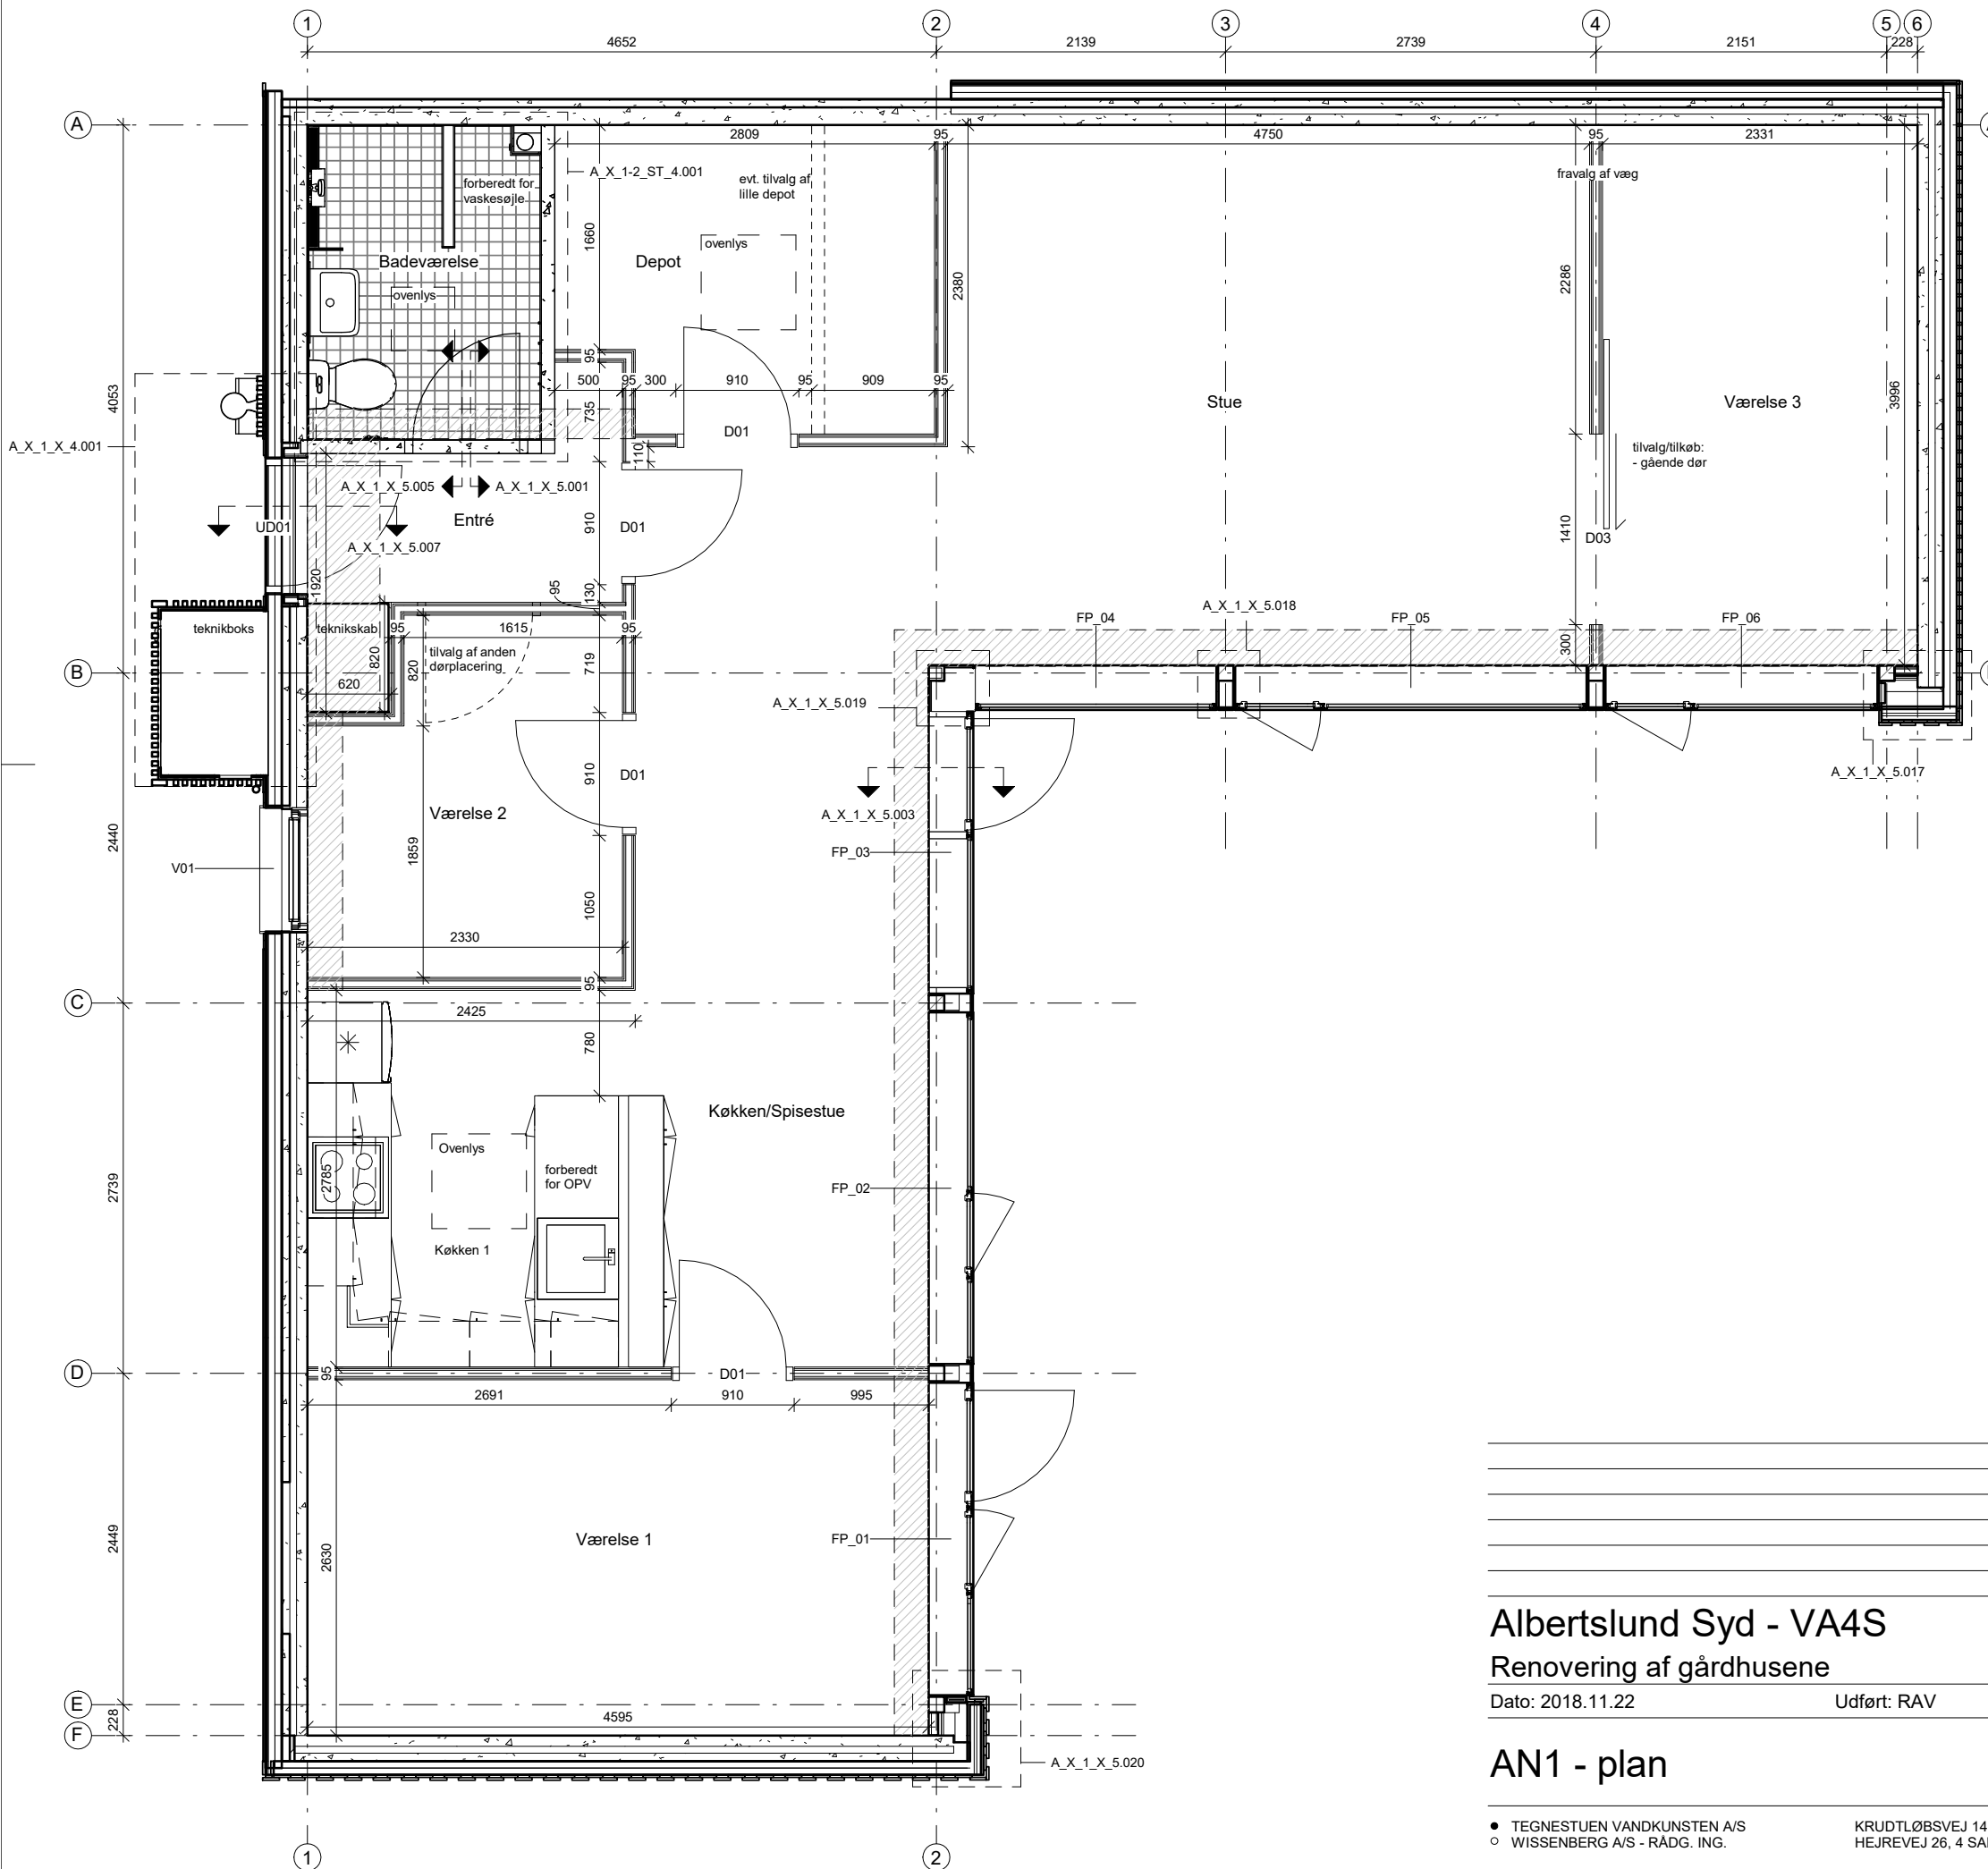 1
2
3
4
5
6
4652
2139
2739
2151
228
A
2809
95
4750
95
2331
A_X_1-2_ST_4.001
forberedt for
vaskesøjle
evt. tilvalg af
lille depot
fravalg af væg
1660
ovenlys
Badeværelse
Depot
2380
2286
ovenlys
95
4053
500
95
300
910
95
909
95
735
Stue
Værelse 3
3996
D01
A_X_1_X_4.001
110
tilvalg/tilkøb:
- gående dør
A_X_1_X_5.005
A_X_1_X_5.001
Entré
UD01
910
D01
1410
D03
A_X_1_X_5.007
1920
95
130
A_X_1_X_5.018
FP_04
FP_05
FP_06
teknikboks
teknikskab
95
1615
95
300
tilvalg af anden
dørplacering
820
820
719
B
620
A_X_1_X_5.019
D01
910
A_X_1_X_5.017
Værelse 2
A_X_1_X_5.003
2440
1859
FP_03
V01
1050
2330
95
C
2425
780
Køkken/Spisestue
Ovenlys
forberedt
for OPV
2785
2739
FP_02
Køkken 1
D
95
D01
2691
910
995
2449
2630
Værelse 1
FP_01
Albertslund Syd - VA4S
Renovering af gårdhusene
E
Dato: 2018.11.22
Udført: RAV
228
4595
F
A_X_1_X_5.020
AN1 - plan
TEGNESTUEN VANDKUNSTEN A/S
KRUDTLØBSVEJ 14
WISSENBERG A/S - RÅDG. ING.
HEJREVEJ 26, 4 SA
1
2